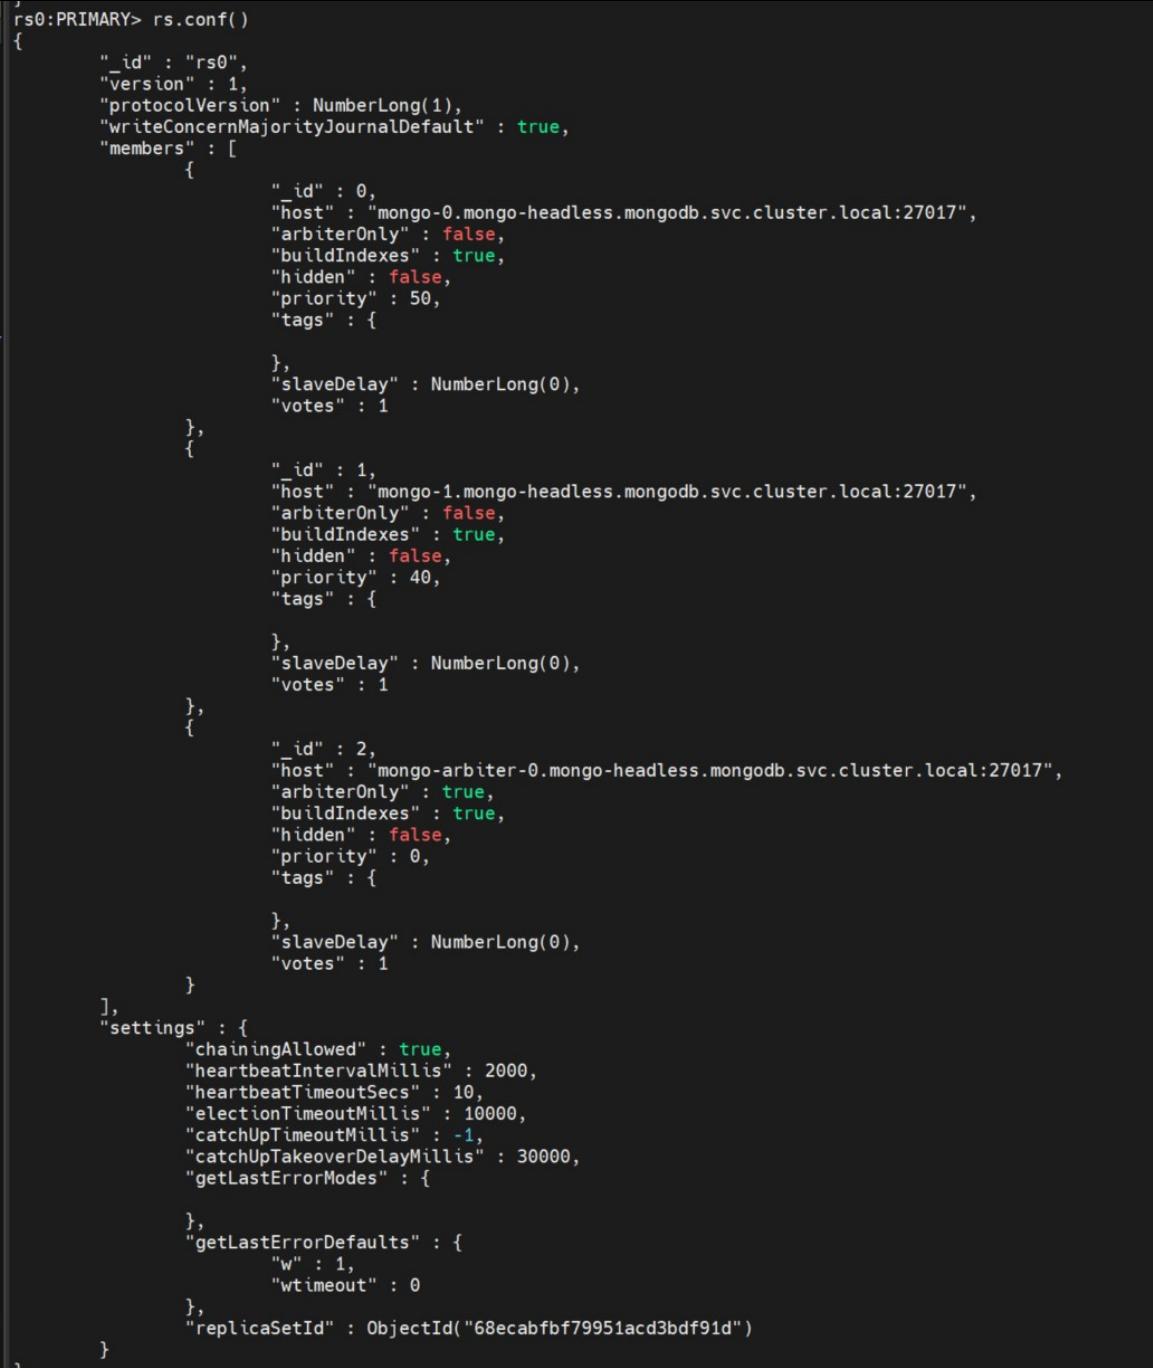 rs0:PRIMARY> rs.conf()
{
        "_id" : "rs0",
        "version" : 1,
        "protocolVersion" : NumberLong(1),
        "writeConcernMajorityJournalDefault" : true,
        "members" : [
                {
                        "_id" : 0,
                        "host" : "mongo-0.mongo-headless.mongodb.svc.cluster.local:27017",
                        "arbiterOnly" : false,
                        "buildIndexes" : true,
                        "hidden" : false,
                        "priority" : 50,
                        "tags" : {

                        },
                        "slaveDelay" : NumberLong(0),
                        "votes" : 1
                },
                {
                        "_id" : 1,
                        "host" : "mongo-1.mongo-headless.mongodb.svc.cluster.local:27017",
                        "arbiterOnly" : false,
                        "buildIndexes" : true,
                        "hidden" : false,
                        "priority" : 40,
                        "tags" : {

                        },
                        "slaveDelay" : NumberLong(0),
                        "votes" : 1
                },
                {
                        "_id" : 2,
                        "host" : "mongo-arbiter-0.mongo-headless.mongodb.svc.cluster.local:27017",
                        "arbiterOnly" : true,
                        "buildIndexes" : true,
                        "hidden" : false,
                        "priority" : 0,
                        "tags" : {

                        },
                        "slaveDelay" : NumberLong(0),
                        "votes" : 1
                }
        ],
        "settings" : {
                "chainingAllowed" : true,
                "heartbeatIntervalMillis" : 2000,
                "heartbeatTimeoutSecs" : 10,
                "electionTimeoutMillis" : 10000,
                "catchUpTimeoutMillis" : -1,
                "catchUpTakeoverDelayMillis" : 30000,
                "getLastErrorModes" : {

                },
                "getLastErrorDefaults" : {
                        "w" : 1,
                        "wtimeout" : 0
                },
                "replicaSetId" : ObjectId("68ecabfbf79951acd3bdf91d")
        }
}